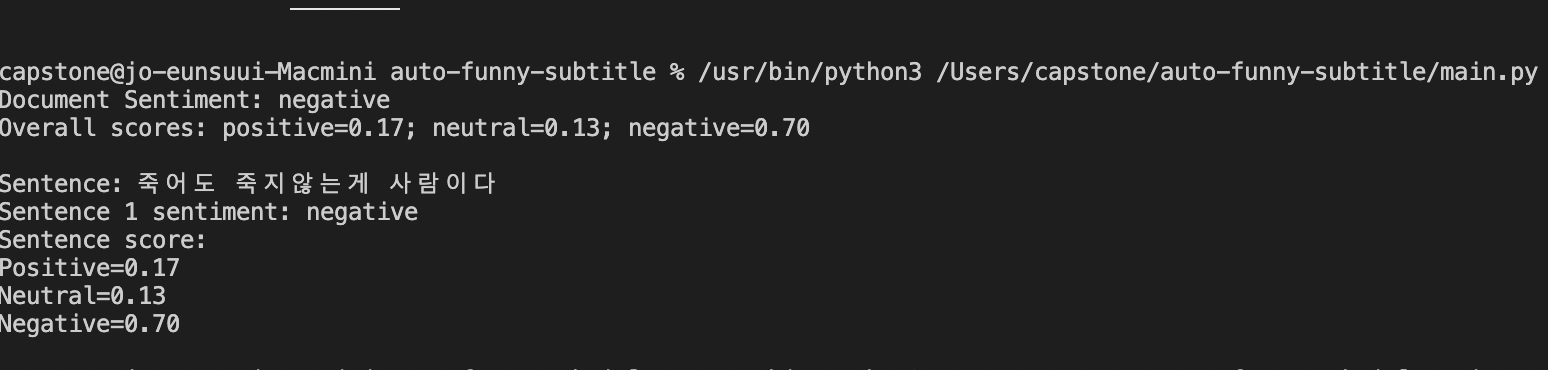 capstone@jo-eunsuui-Macmini auto-funny-subtitle % /usr/bin/python3 /Users/capstone/auto-funny-subtitle/main.py
Document Sentiment: negative
Overall scores: positive=0.17; neutral=0.13; negative=0.70
Sentence: 죽어도 죽지않는게 사람이다
Sentence 1 sentiment: negative
Sentence score:
Positive=0.17
Neutral=0.13
Negative=0.70